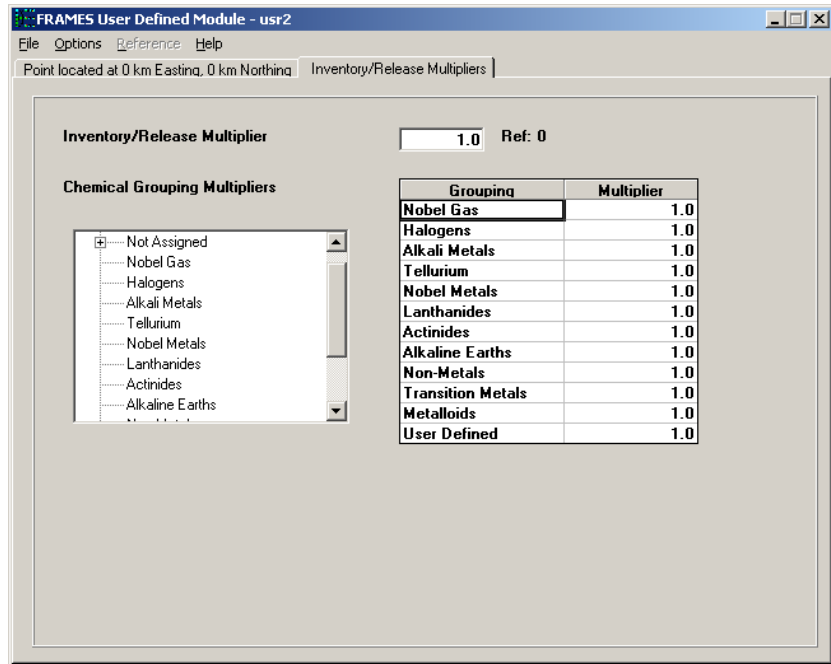 FRAMES User Defined Module - usr2
File Options Reference Help
Point located at 0 km Easting, 0 km Northing Inventory/Release Multipliers
Inventory/Release Multiplier 1.0 Ref: 0
Chemical Grouping Multipliers
Not Assigned
Nobel Gas
Halogens
Alkali Metals
Tellurium
Nobel Metals
Lanthanides
Actinides
Alkaline Earths
Grouping Multiplier
Nobel Gas 1.0
Halogens 1.0
Alkali Metals 1.0
Tellurium 1.0
Nobel Metals 1.0
Lanthanides 1.0
Actinides 1.0
Alkaline Earths 1.0
Non-Metals 1.0
Transition Metals 1.0
Metalloids 1.0
User Defined 1.0